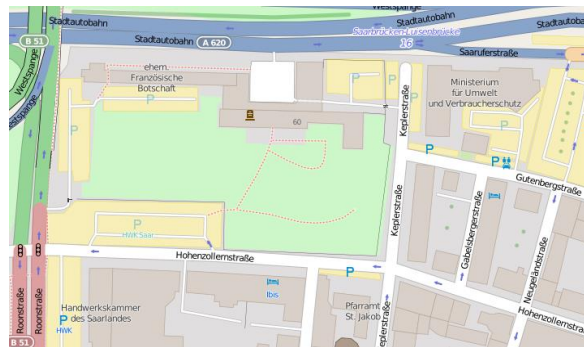 Stadtautobahn
Stadtautobahn
Westspange
B 51
Stadtautobahn
A 620
Saarbrücken-Luisenbrücke
16
Saaruferstraße
Westspange
Westspange
ehem.
Französische
Botschaft
P
P
P
P
Ministerium
für Umwelt
und Verbraucherschutz
P
P
60
Keplerstraße
P
P
Gutenbergstraße
P
HWK Saar
Keplerstraße
Gabelsbergerstraße
Neugeländstraße
Hohenzollernstraße
P
Roonstraße
Roonstraße
Handwerkskammer
des Saarlandes
P
HWK
Ibis
Pfarramt
St. Jakob
Keplerstraße
Hohenzollernstraße
B 51